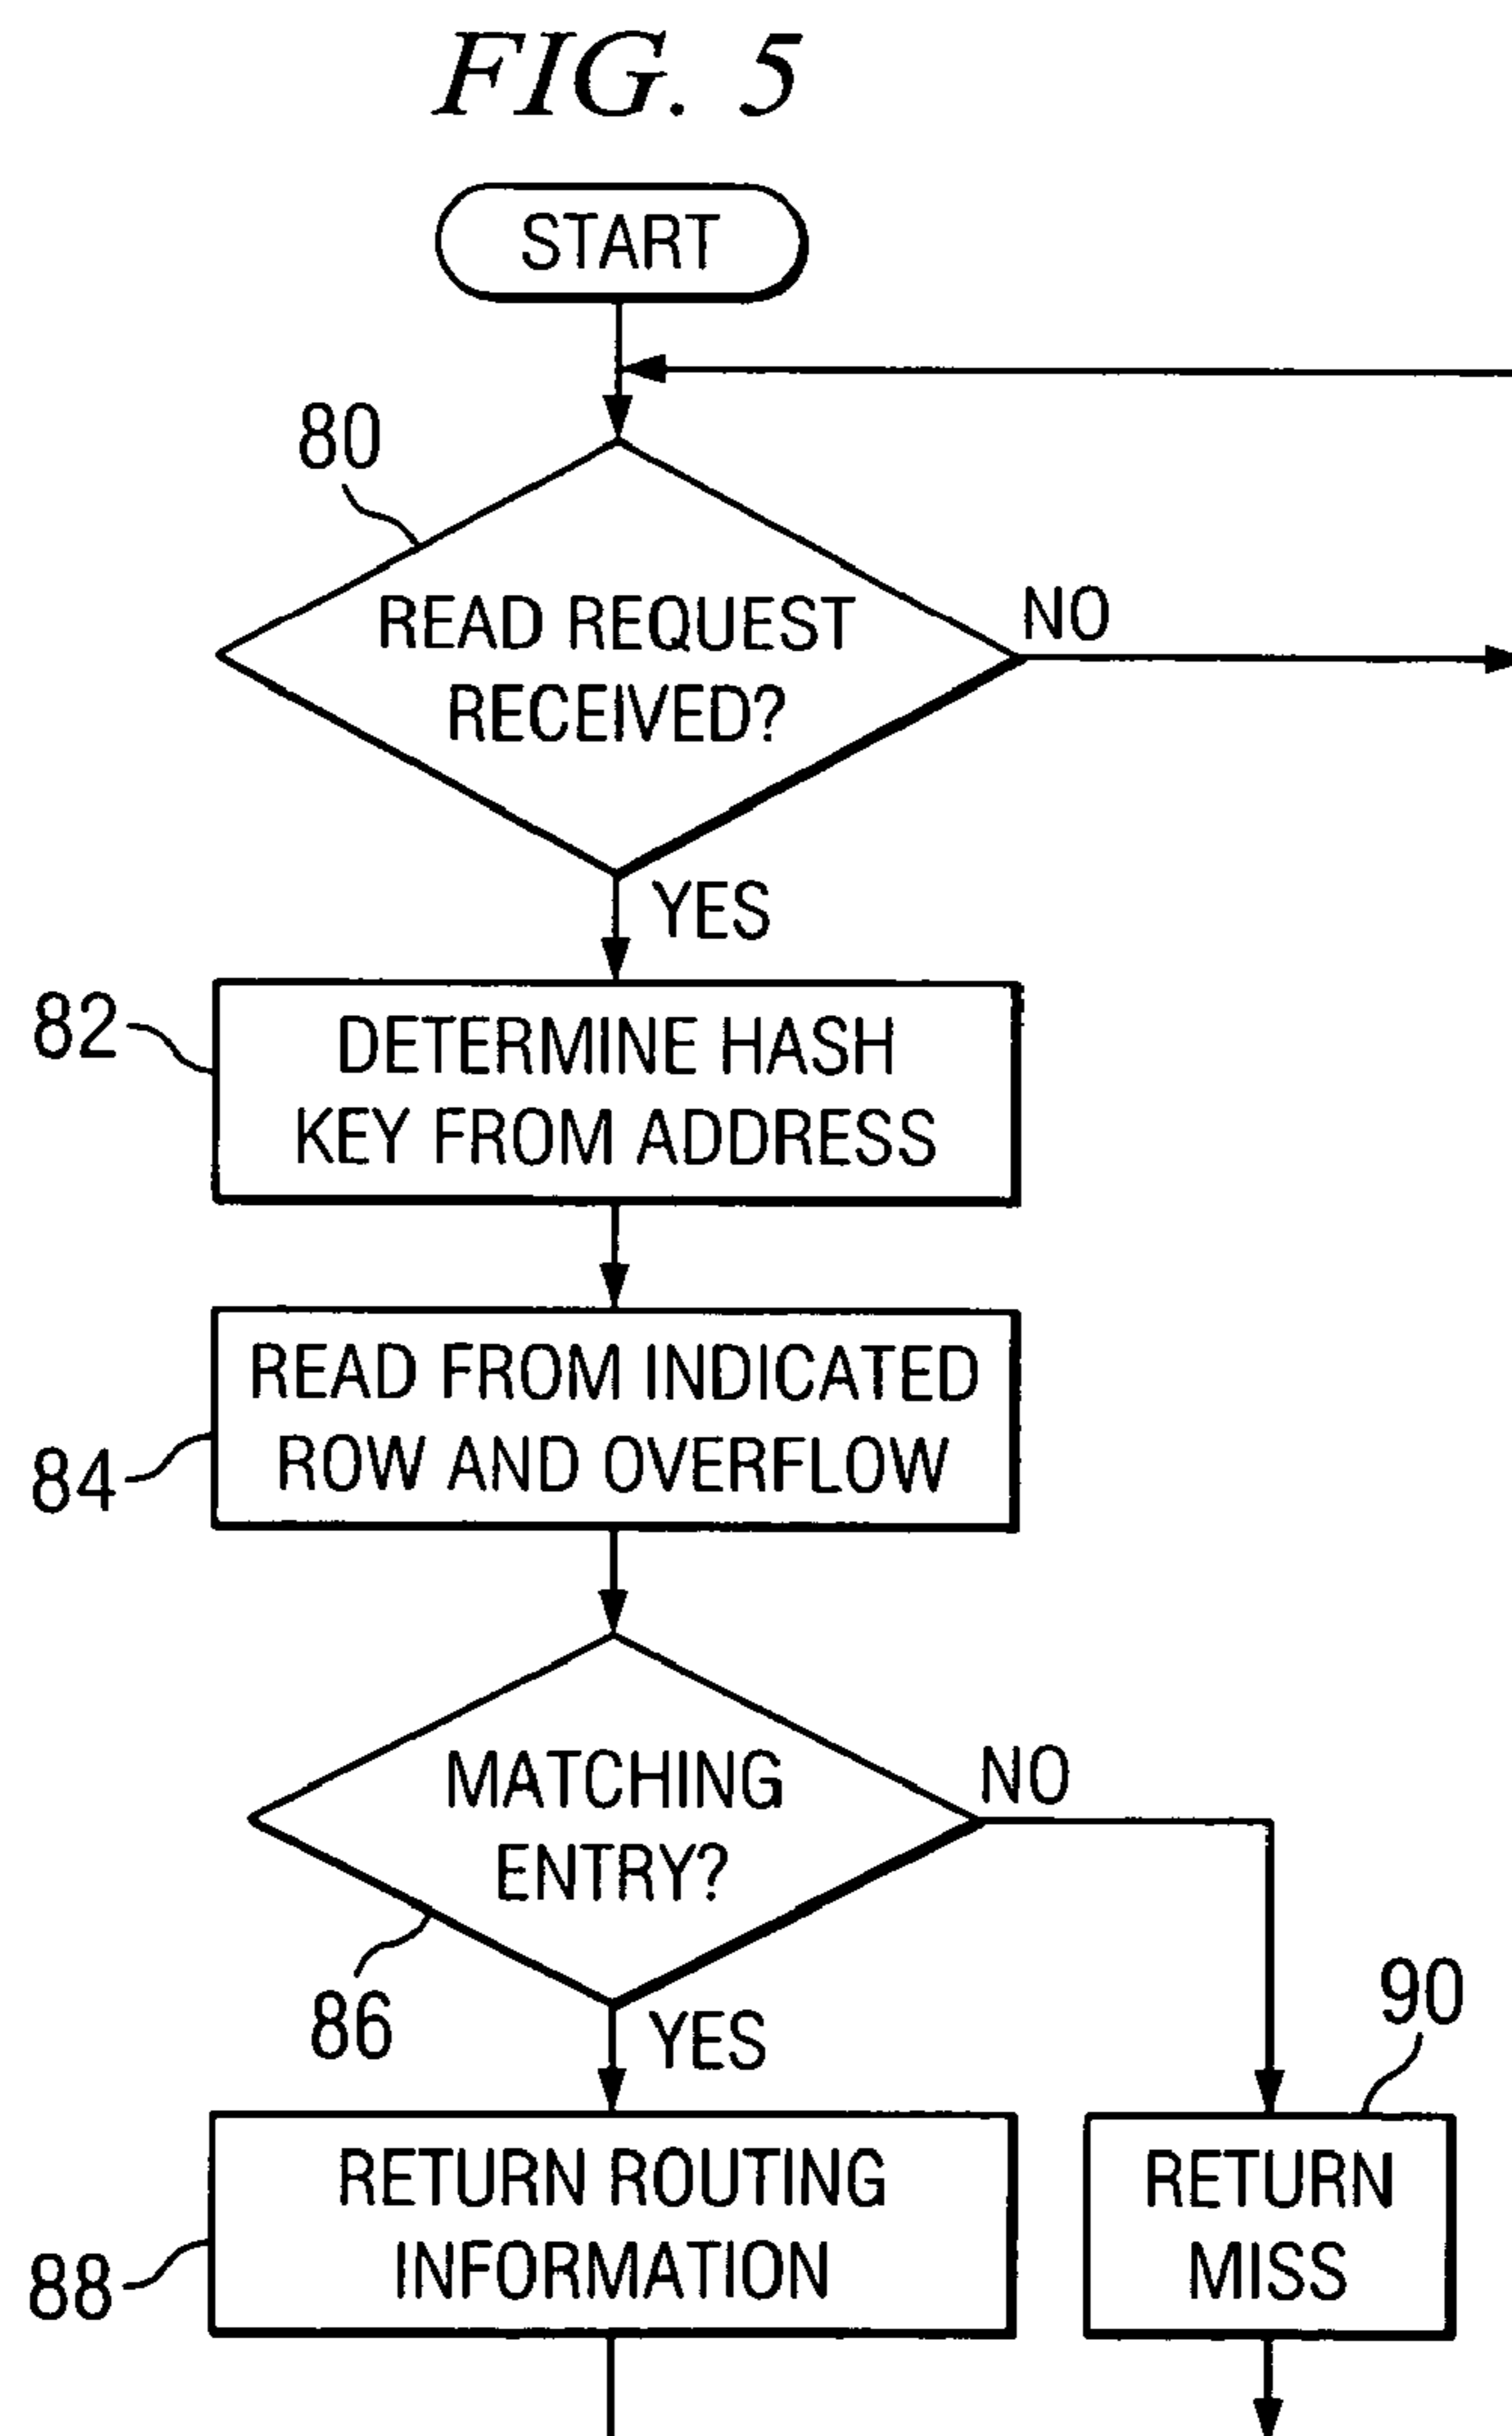 FIG. 5
START
80
READ REQUEST
RECEIVED?
NO
YES
82
DETERMINE HASH
KEY FROM ADDRESS
84
READ FROM INDICATED
ROW AND OVERFLOW
MATCHING
ENTRY?
NO
86
YES
90
88
RETURN ROUTING
INFORMATION
RETURN
MISS